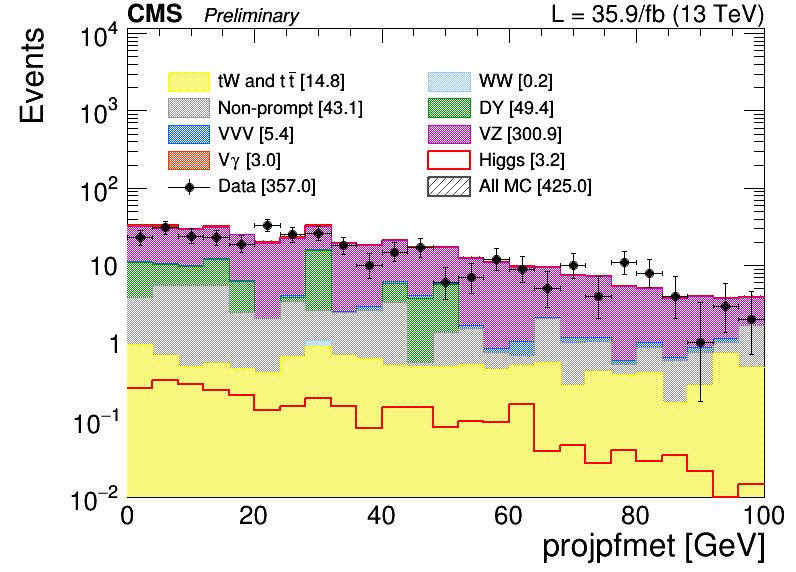 CMS Preliminary L = 35.9/fb (13 TeV)
Events
10⁴
10³
10²
10
1
10⁻¹
10⁻²
tW and t t̅ [14.8]
WW [0.2]
Non-prompt [43.1]
DY [49.4]
VVV [5.4]
VZ [300.9]
Vγ [3.0]
Higgs [3.2]
Data [357.0]
All MC [425.0]
0 20 40 60 80 100
projpfmet [GeV]